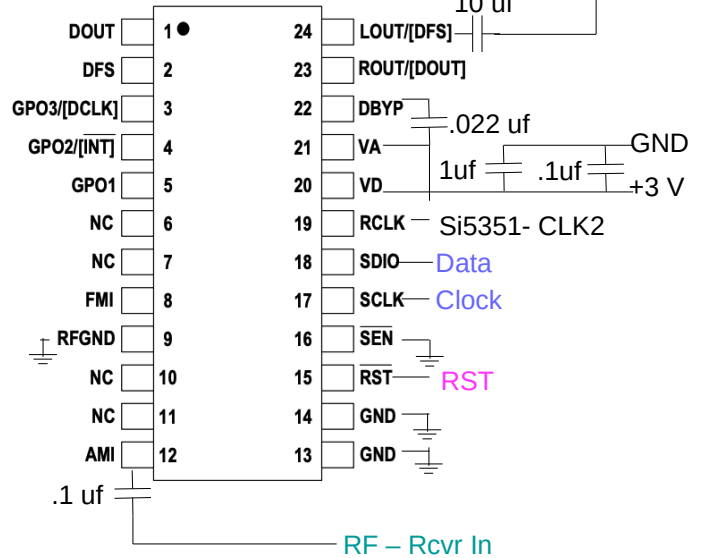 10 uf
DOUT 1 24 LOUT/[DFS]
DFS 2 23 ROUT/[DOUT]
GPO3/[DCLK] 3 22 DBYP
.022 uf
GPO2/[INT] 4 21 VA
GND
1uf .1uf
GPO1 5 20 VD
+3 V
NC 6 19 RCLK Si5351- CLK2
NC 7 18 SDIO Data
FMI 8 17 SCLK Clock
RFGND 9 16 SEN
NC 10 15 RST RST
NC 11 14 GND
AMI 12 13 GND
.1 uf
RF – Rcvr In